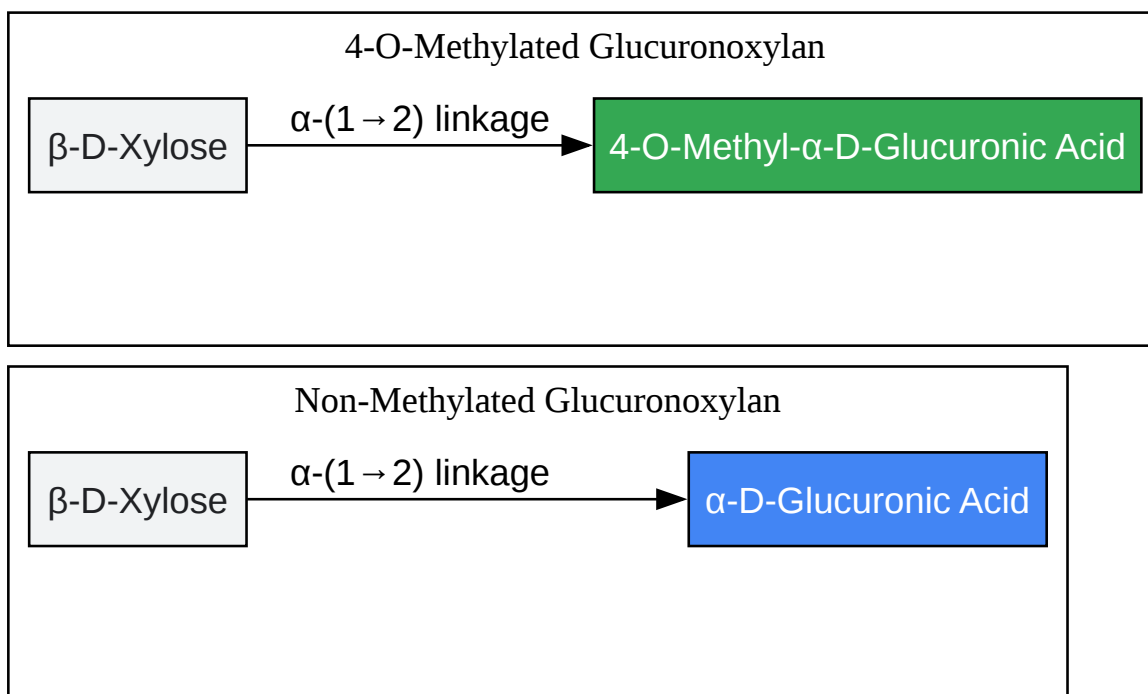 4-O-Methylated Glucuronoxylan
α-(1→2) linkage
β-D-Xylose
4-O-Methyl-α-D-Glucuronic Acid
Non-Methylated Glucuronoxylan
α-(1→2) linkage
β-D-Xylose
α-D-Glucuronic Acid